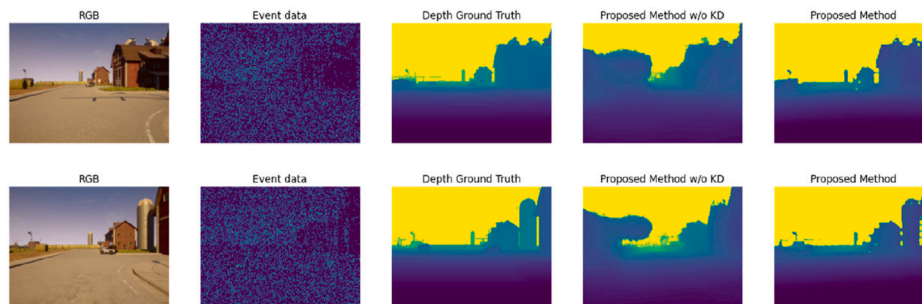 RGB
Event data
Depth Ground Truth
Proposed Method w/o KD
Proposed Method
RGB
Event data
Depth Ground Truth
Proposed Method w/o KD
Proposed Method